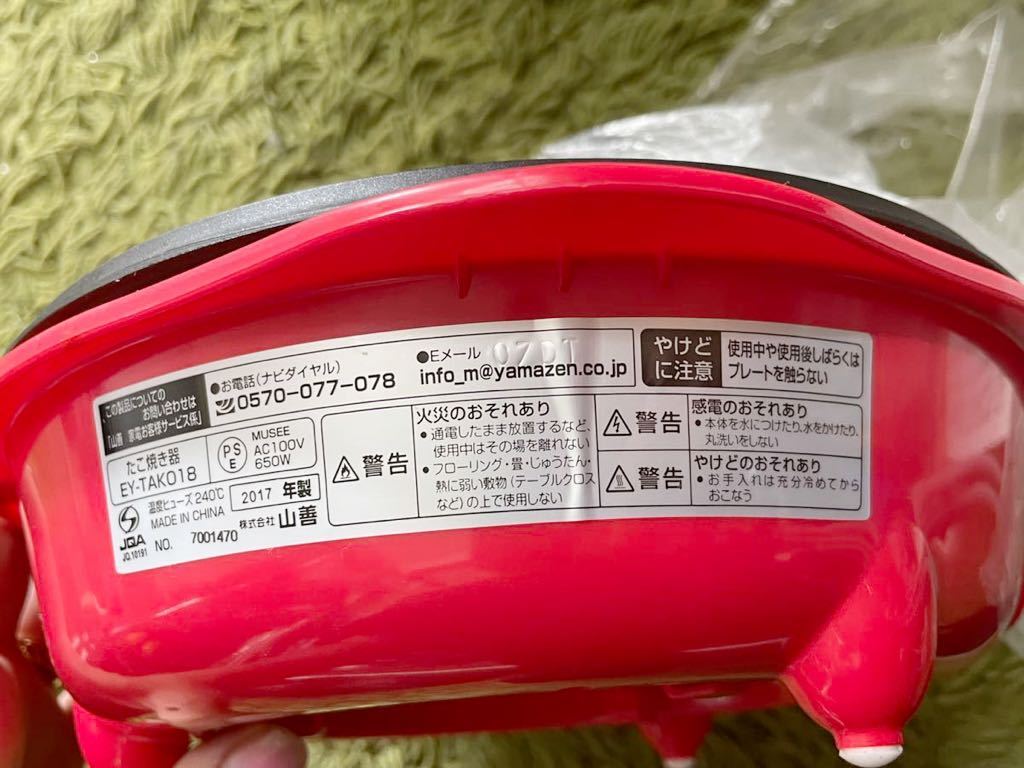 この製品についての
お問い合わせは
「山善 家電お客様サービス係」
●お電話(ナビダイヤル)
0570-077-078
●Eメール
info_m@yamazen.co.jp
やけど
に注意
使用中や使用後しばらくは
プレートを触らない
たこ焼き器
EY-TAK018
PS
E
MUSEE
AC100V
650W
温度ヒューズ240℃
MADE IN CHINA
2017 年製
JQA
JQ.10191
NO. 7001470
株式会社 山善
警告
火災のおそれあり
・通電したまま放置するなど、
使用中はその場を離れない
・フローリング・畳・じゅうたん・
熱に弱い敷物(テーブルクロス
など)の上で使用しない
警告
感電のおそれあり
・本体を水につけたり、水をかけたり、
丸洗いをしない
警告
やけどのおそれあり
・お手入れは充分冷めてから
おこなう